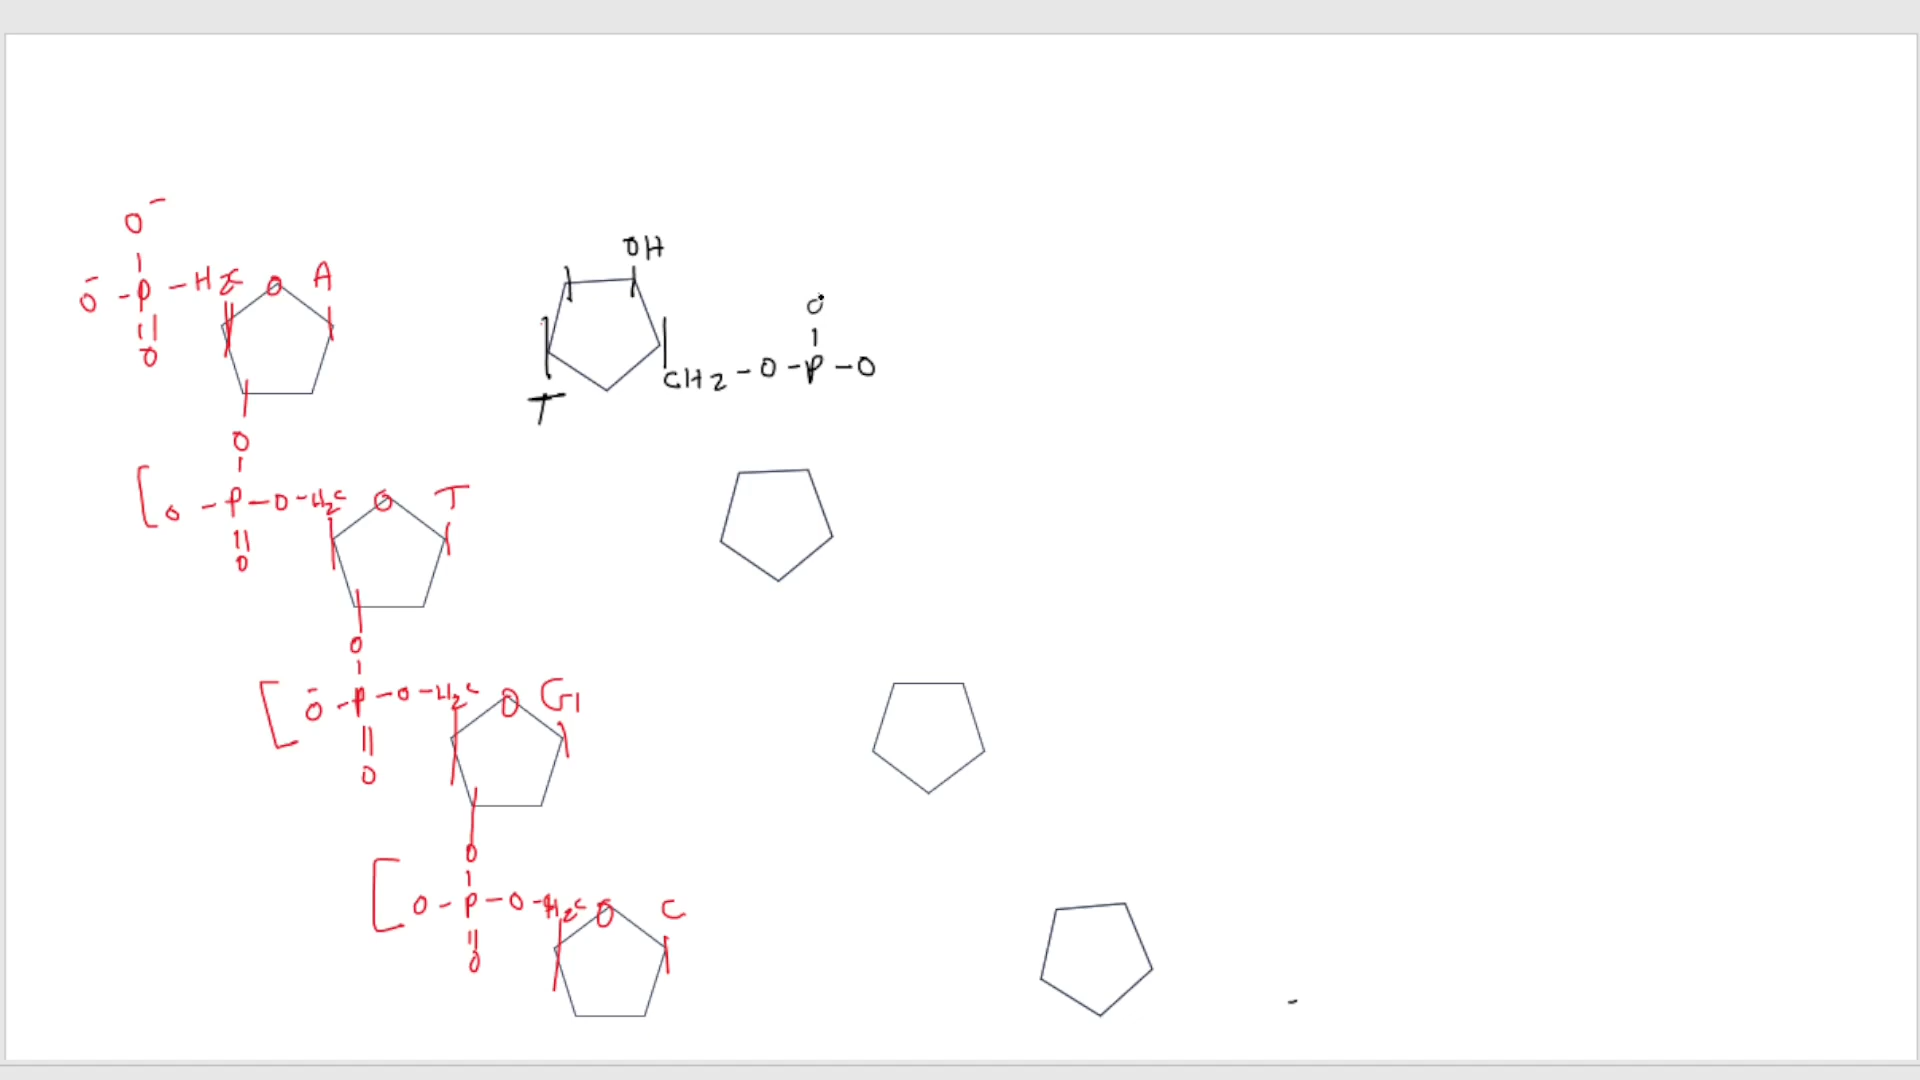 O⁻
O⁻ - P - H2C O A
O
O
O - P - O - H2C O T
O
O
O⁻ - P - O - H2C O G
O
O
O - P - O - H2C O C
O
OH
O
T CH2 - O - P - O